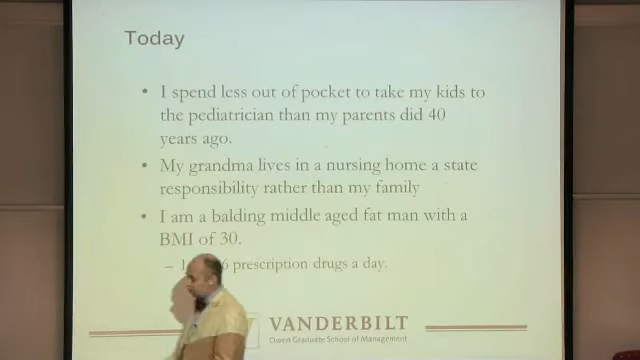 Today
• I spend less out of pocket to take my kids to
the pediatrician than my parents did 40
years ago.
• My grandma lives in a nursing home a state
responsibility rather than my family
• I am a balding middle aged fat man with a
BMI of 30.
– 6 prescription drugs a day.
VANDERBILT
Owen Graduate School of Management